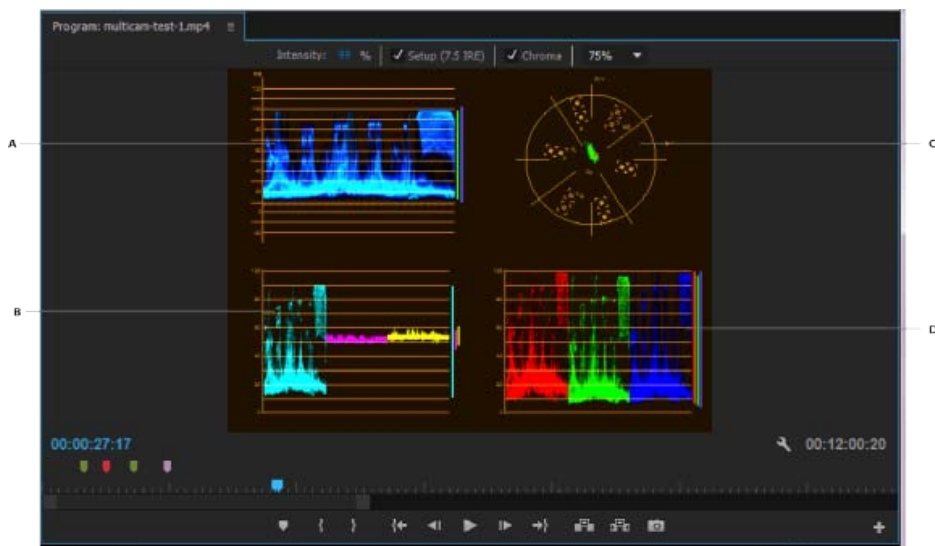 Program: multicam-test-1.mp4
Intensity: % Setup (7.5 IRE) Chroma 75%
A
C
B
D
00:00:27:17
00:12:00:20